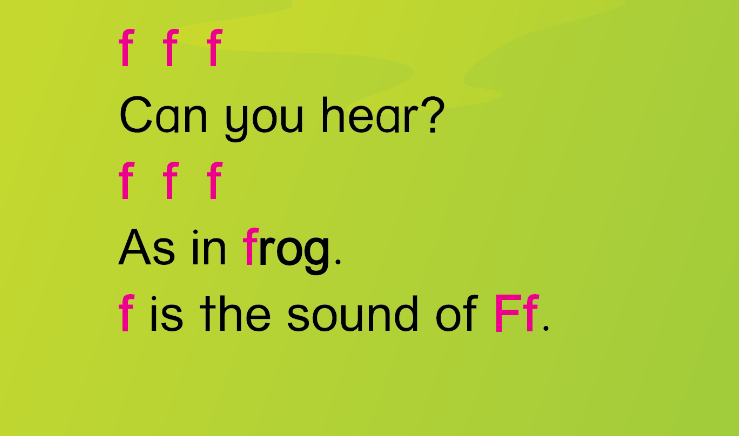 f f f
Can you hear?
f f f
As in frog.
f is the sound of Ff.